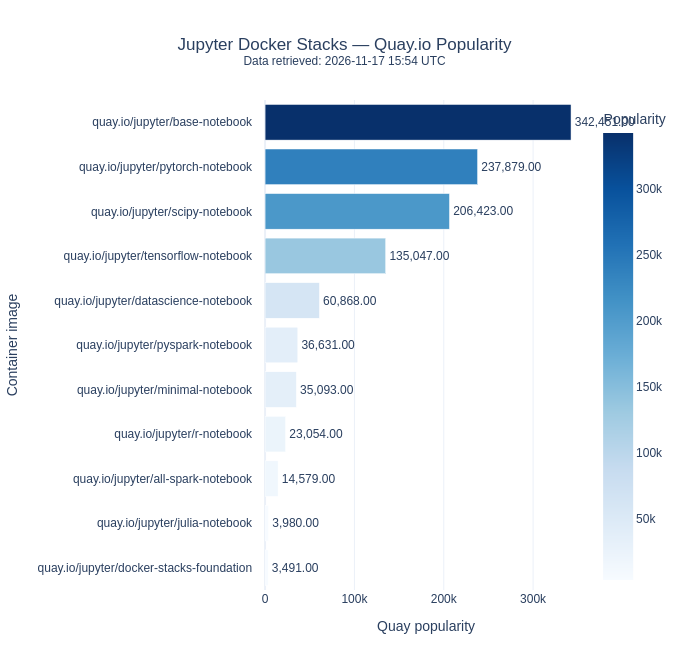 Jupyter Docker Stacks — Quay.io Popularity
Data retrieved: 2026-11-17 15:54 UTC
Popularity
quay.io/jupyter/base-notebook 342,451.00
quay.io/jupyter/pytorch-notebook 237,879.00
quay.io/jupyter/scipy-notebook 206,423.00
quay.io/jupyter/tensorflow-notebook 135,047.00
quay.io/jupyter/datascience-notebook 60,868.00
quay.io/jupyter/pyspark-notebook 36,631.00
quay.io/jupyter/minimal-notebook 35,093.00
quay.io/jupyter/r-notebook 23,054.00
quay.io/jupyter/all-spark-notebook 14,579.00
quay.io/jupyter/julia-notebook 3,980.00
quay.io/jupyter/docker-stacks-foundation 3,491.00
Container image
0 100k 200k 300k
Quay popularity
300k
250k
200k
150k
100k
50k